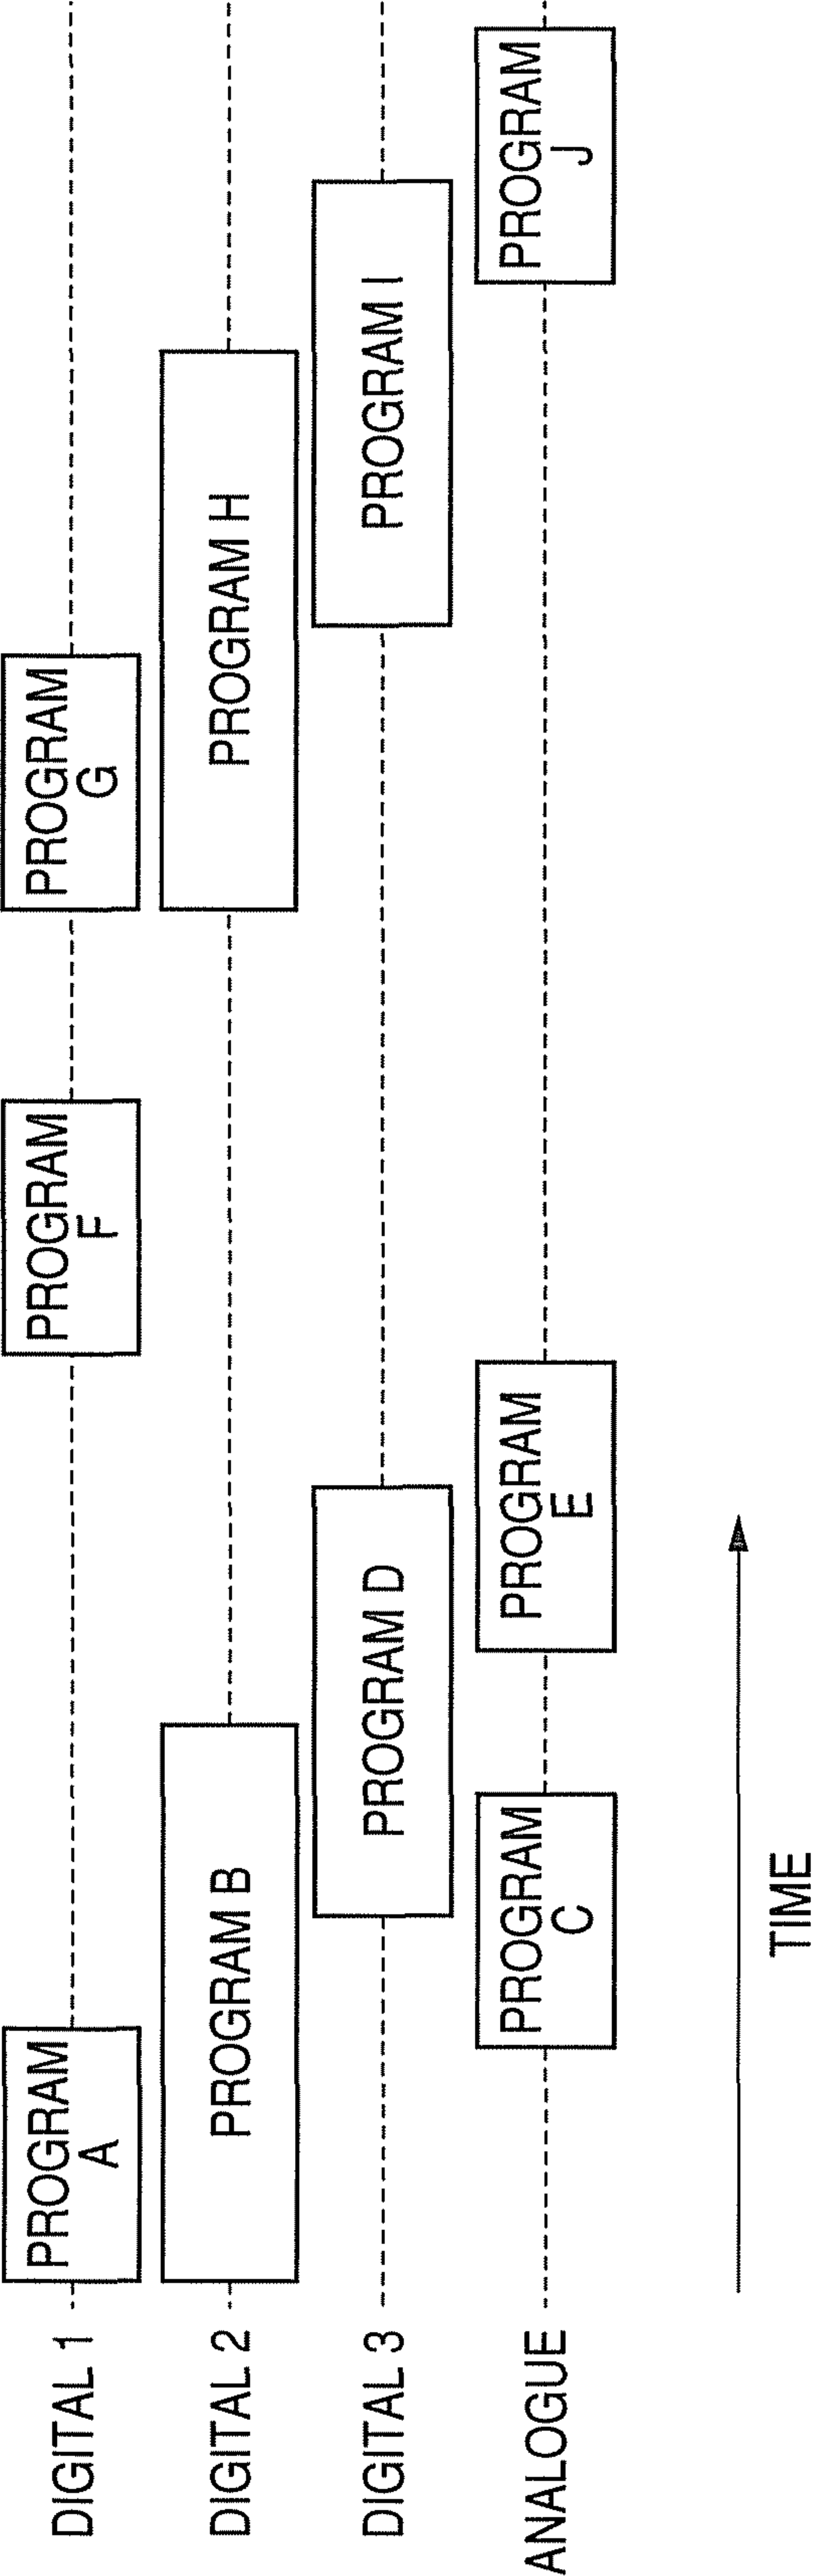 DIGITAL 1
PROGRAM
A
PROGRAM
F
PROGRAM
G
DIGITAL 2
PROGRAM B
PROGRAM H
DIGITAL 3
PROGRAM D
PROGRAM I
ANALOGUE
PROGRAM
C
PROGRAM
E
PROGRAM
J
TIME